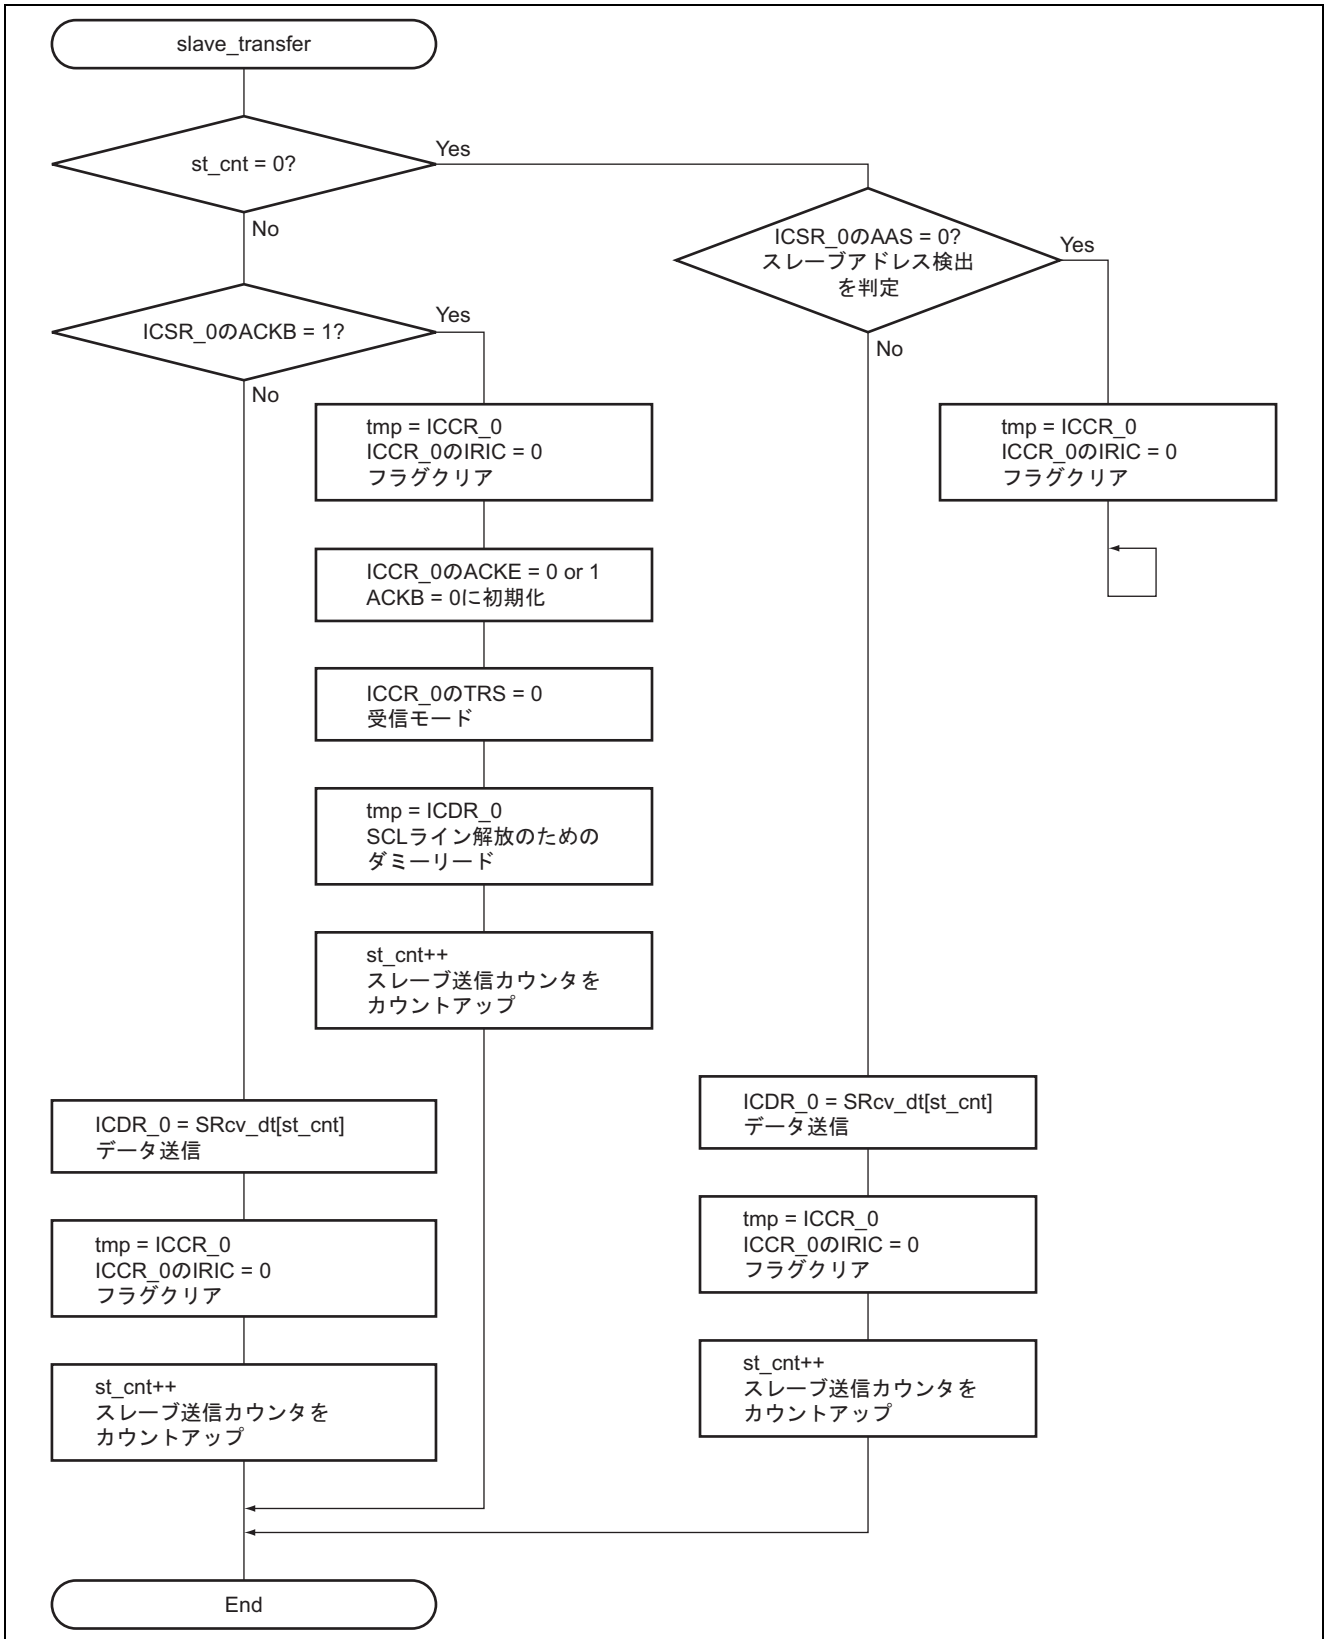 slave_transfer
st_cnt = 0?
Yes
No
ICSR_0のAAS = 0?
スレーブアドレス検出
を判定
Yes
No
ICSR_0のACKB = 1?
Yes
No
tmp = ICCR_0
ICCR_0のIRIC = 0
フラグクリア
tmp = ICCR_0
ICCR_0のIRIC = 0
フラグクリア
ICCR_0のACKE = 0 or 1
ACKB = 0に初期化
ICCR_0のTRS = 0
受信モード
tmp = ICDR_0
SCLライン解放のための
ダミーリード
st_cnt++
スレーブ送信カウンタを
カウントアップ
ICDR_0 = SRcv_dt[st_cnt]
データ送信
tmp = ICCR_0
ICCR_0のIRIC = 0
フラグクリア
st_cnt++
スレーブ送信カウンタを
カウントアップ
ICDR_0 = SRcv_dt[st_cnt]
データ送信
tmp = ICCR_0
ICCR_0のIRIC = 0
フラグクリア
st_cnt++
スレーブ送信カウンタを
カウントアップ
End